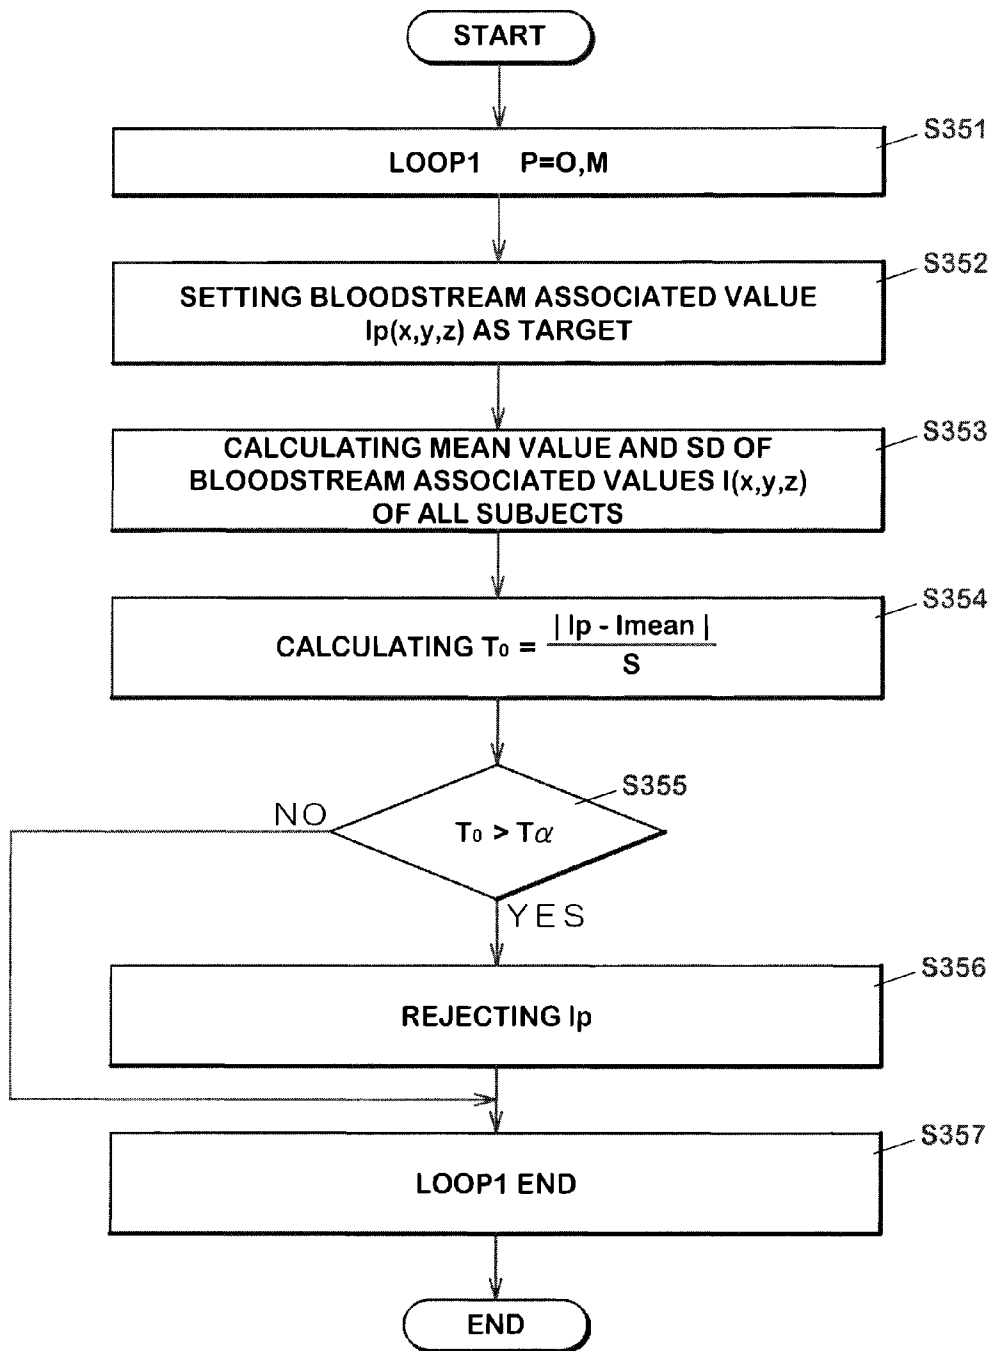 START
S351
LOOP1 P=O,M
S352
SETTING BLOODSTREAM ASSOCIATED VALUE
Ip(x,y,z) AS TARGET
S353
CALCULATING MEAN VALUE AND SD OF
BLOODSTREAM ASSOCIATED VALUES I(x,y,z)
OF ALL SUBJECTS
S354
CALCULATING T₀ = | Ip - Imean | / S
S355
T₀ > Tα
NO
YES
S356
REJECTING Ip
S357
LOOP1 END
END